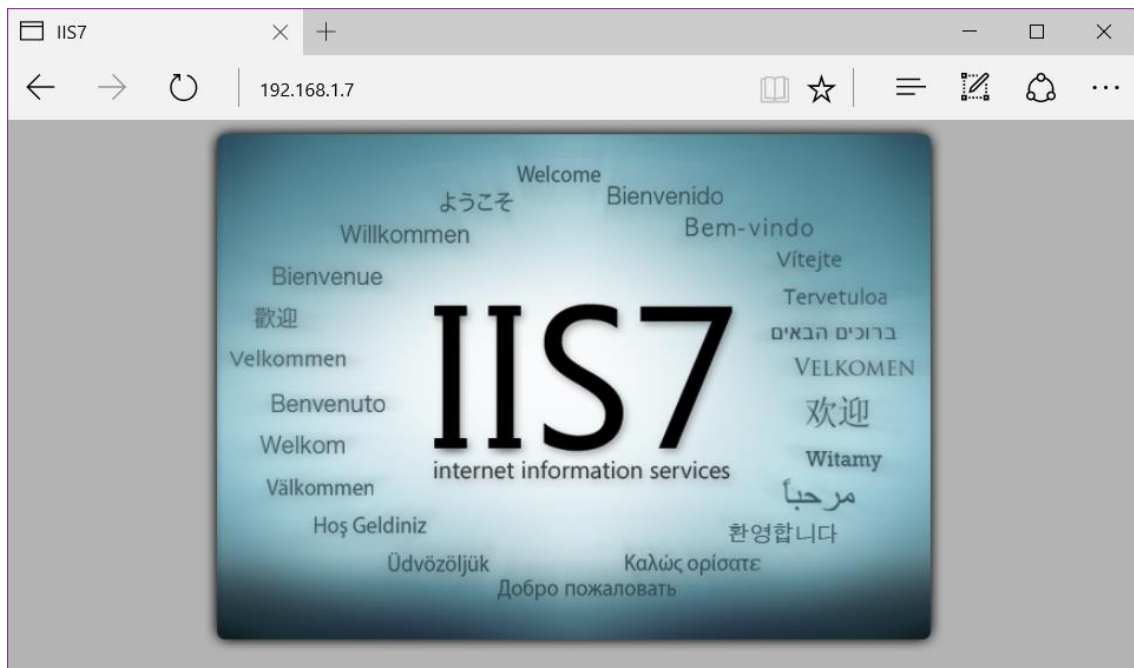 IIS7
192.168.1.7
Welcome
ようこそ
Bienvenido
Willkommen
Bem-vindo
Bienvenue
Vítejte
歡迎
Tervetuloa
ברוכים הבאים
Velkommen
VELKOMEN
IIS7
Benvenuto
欢迎
Welkom
Witamy
internet information services
Välkommen
مرحباً
Hoş Geldiniz
환영합니다
Üdvözöljük
Καλώς ορίσατε
Добро пожаловать